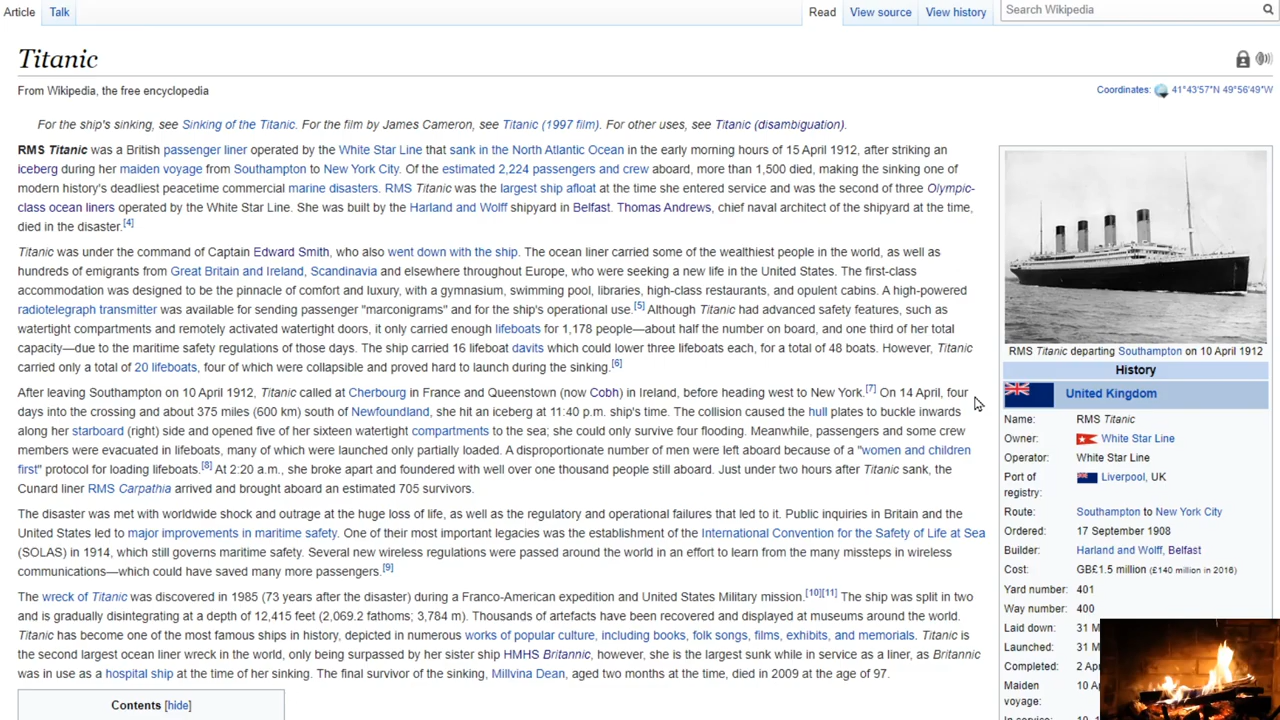 Article Talk Read View source View history Search Wikipedia
Titanic
From Wikipedia, the free encyclopedia
Coordinates: 41°43′57″N 49°56′49″W
For the ship's sinking, see Sinking of the Titanic. For the film by James Cameron, see Titanic (1997 film). For other uses, see Titanic (disambiguation).
RMS Titanic was a British passenger liner operated by the White Star Line that sank in the North Atlantic Ocean in the early morning hours of 15 April 1912, after striking an
iceberg during her maiden voyage from Southampton to New York City. Of the estimated 2,224 passengers and crew aboard, more than 1,500 died, making the sinking one of
modern history's deadliest peacetime commercial marine disasters. RMS Titanic was the largest ship afloat at the time she entered service and was the second of three Olympic-
class ocean liners operated by the White Star Line. She was built by the Harland and Wolff shipyard in Belfast. Thomas Andrews, chief naval architect of the shipyard at the time,
died in the disaster.[4]
Titanic was under the command of Captain Edward Smith, who also went down with the ship. The ocean liner carried some of the wealthiest people in the world, as well as
hundreds of emigrants from Great Britain and Ireland, Scandinavia and elsewhere throughout Europe, who were seeking a new life in the United States. The first-class
accommodation was designed to be the pinnacle of comfort and luxury, with a gymnasium, swimming pool, libraries, high-class restaurants, and opulent cabins. A high-powered
radiotelegraph transmitter was available for sending passenger "marconigrams" and for the ship's operational use.[5] Although Titanic had advanced safety features, such as
watertight compartments and remotely activated watertight doors, it only carried enough lifeboats for 1,178 people—about half the number on board, and one third of her total
capacity—due to the maritime safety regulations of those days. The ship carried 16 lifeboat davits which could lower three lifeboats each, for a total of 48 boats. However, Titanic
carried only a total of 20 lifeboats, four of which were collapsible and proved hard to launch during the sinking.[6]
After leaving Southampton on 10 April 1912, Titanic called at Cherbourg in France and Queenstown (now Cobh) in Ireland, before heading west to New York.[7] On 14 April, four
days into the crossing and about 375 miles (600 km) south of Newfoundland, she hit an iceberg at 11:40 p.m. ship's time. The collision caused the hull plates to buckle inwards
along her starboard (right) side and opened five of her sixteen watertight compartments to the sea; she could only survive four flooding. Meanwhile, passengers and some crew
members were evacuated in lifeboats, many of which were launched only partially loaded. A disproportionate number of men were left aboard because of a "women and children
first" protocol for loading lifeboats.[8] At 2:20 a.m., she broke apart and foundered with well over one thousand people still aboard. Just under two hours after Titanic sank, the
Cunard liner RMS Carpathia arrived and brought aboard an estimated 705 survivors.
The disaster was met with worldwide shock and outrage at the huge loss of life, as well as the regulatory and operational failures that led to it. Public inquiries in Britain and the
United States led to major improvements in maritime safety. One of their most important legacies was the establishment of the International Convention for the Safety of Life at Sea
(SOLAS) in 1914, which still governs maritime safety. Several new wireless regulations were passed around the world in an effort to learn from the many missteps in wireless
communications—which could have saved many more passengers.[9]
The wreck of Titanic was discovered in 1985 (73 years after the disaster) during a Franco-American expedition and United States Military mission.[10][11] The ship was split in two
and is gradually disintegrating at a depth of 12,415 feet (2,069.2 fathoms; 3,784 m). Thousands of artefacts have been recovered and displayed at museums around the world.
Titanic has become one of the most famous ships in history, depicted in numerous works of popular culture, including books, folk songs, films, exhibits, and memorials. Titanic is
the second largest ocean liner wreck in the world, only being surpassed by her sister ship HMHS Britannic, however, she is the largest sunk while in service as a liner, as Britannic
was in use as a hospital ship at the time of her sinking. The final survivor of the sinking, Millvina Dean, aged two months at the time, died in 2009 at the age of 97.
Contents [hide]
RMS Titanic departing Southampton on 10 April 1912
History
United Kingdom
Name: RMS Titanic
Owner: White Star Line
Operator: White Star Line
Port of Liverpool, UK
registry:
Route: Southampton to New York City
Ordered: 17 September 1908
Builder: Harland and Wolff, Belfast
Cost: GB£1.5 million (£140 million in 2016)
Yard number: 401
Way number: 400
Laid down: 31 M
Launched: 31 M
Completed: 2 Apr
Maiden 10 Ap
voyage: